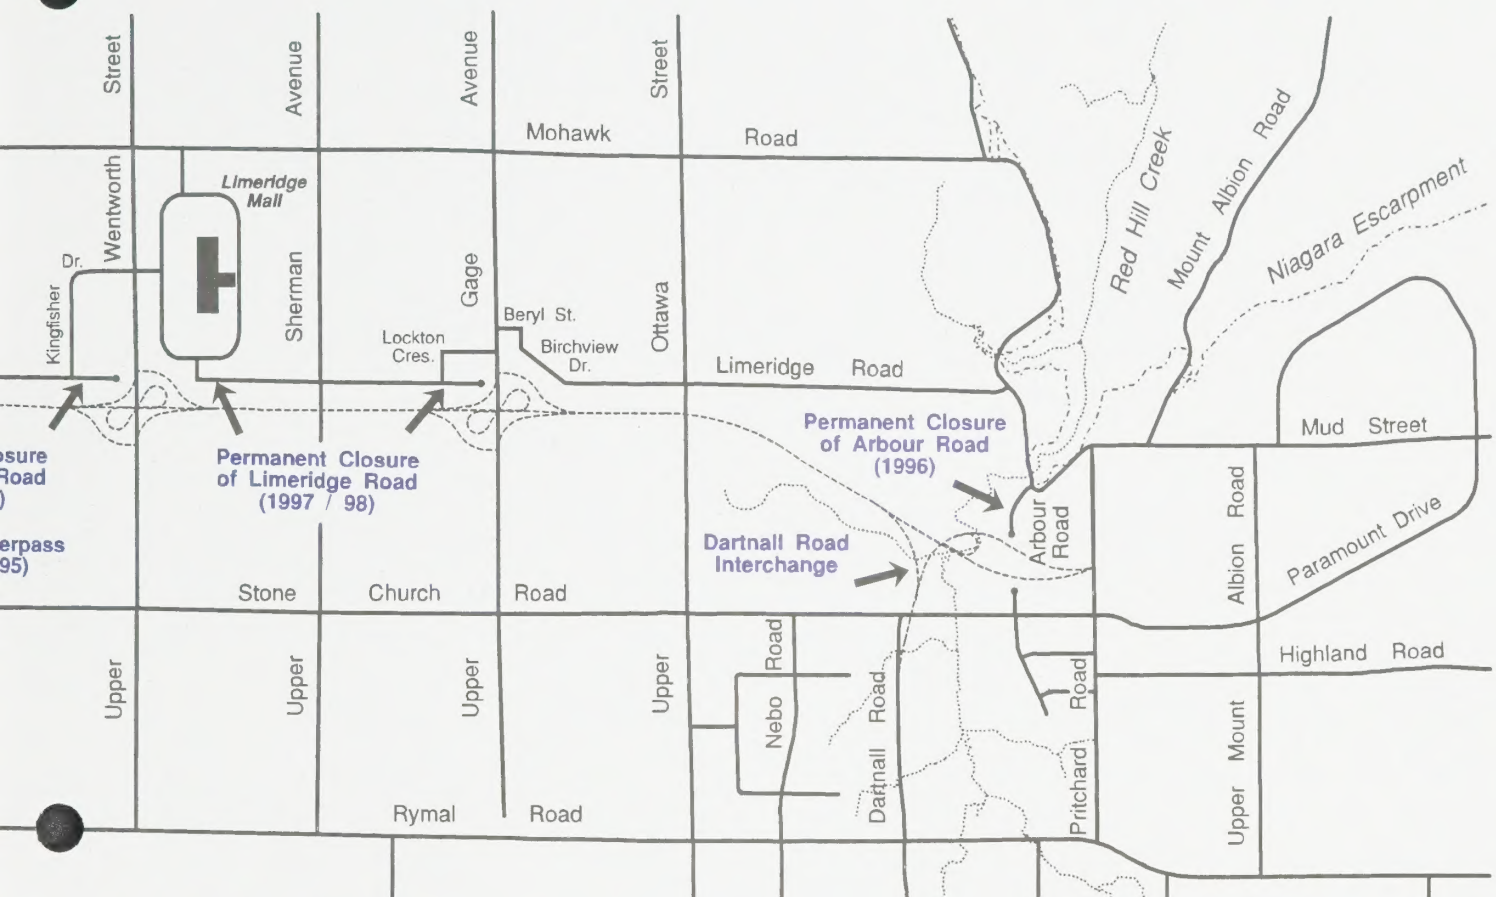 Street
Avenue
Avenue
Street
Mohawk Road
Wentworth
Limeridge
Mall
Sherman
Gage
Ottawa
Dr.
Kingfisher
Lockton
Cres.
Beryl St.
Birchview
Dr.
Limeridge Road
Red Hill Creek
Mount Albion Road
Niagara Escarpment
Mud Street
Permanent Closure
of Arbour Road
(1996)
Permanent Closure
of Limeridge Road
(1997 / 98)
osure
Road
)
erpass
95)
Dartnall Road
Interchange
Arbour
Road
Albion Road
Paramount Drive
Stone Church Road
Highland Road
Upper
Upper
Upper
Upper
Nebo Road
Dartnall Road
Pritchard Road
Upper Mount
Rymal Road